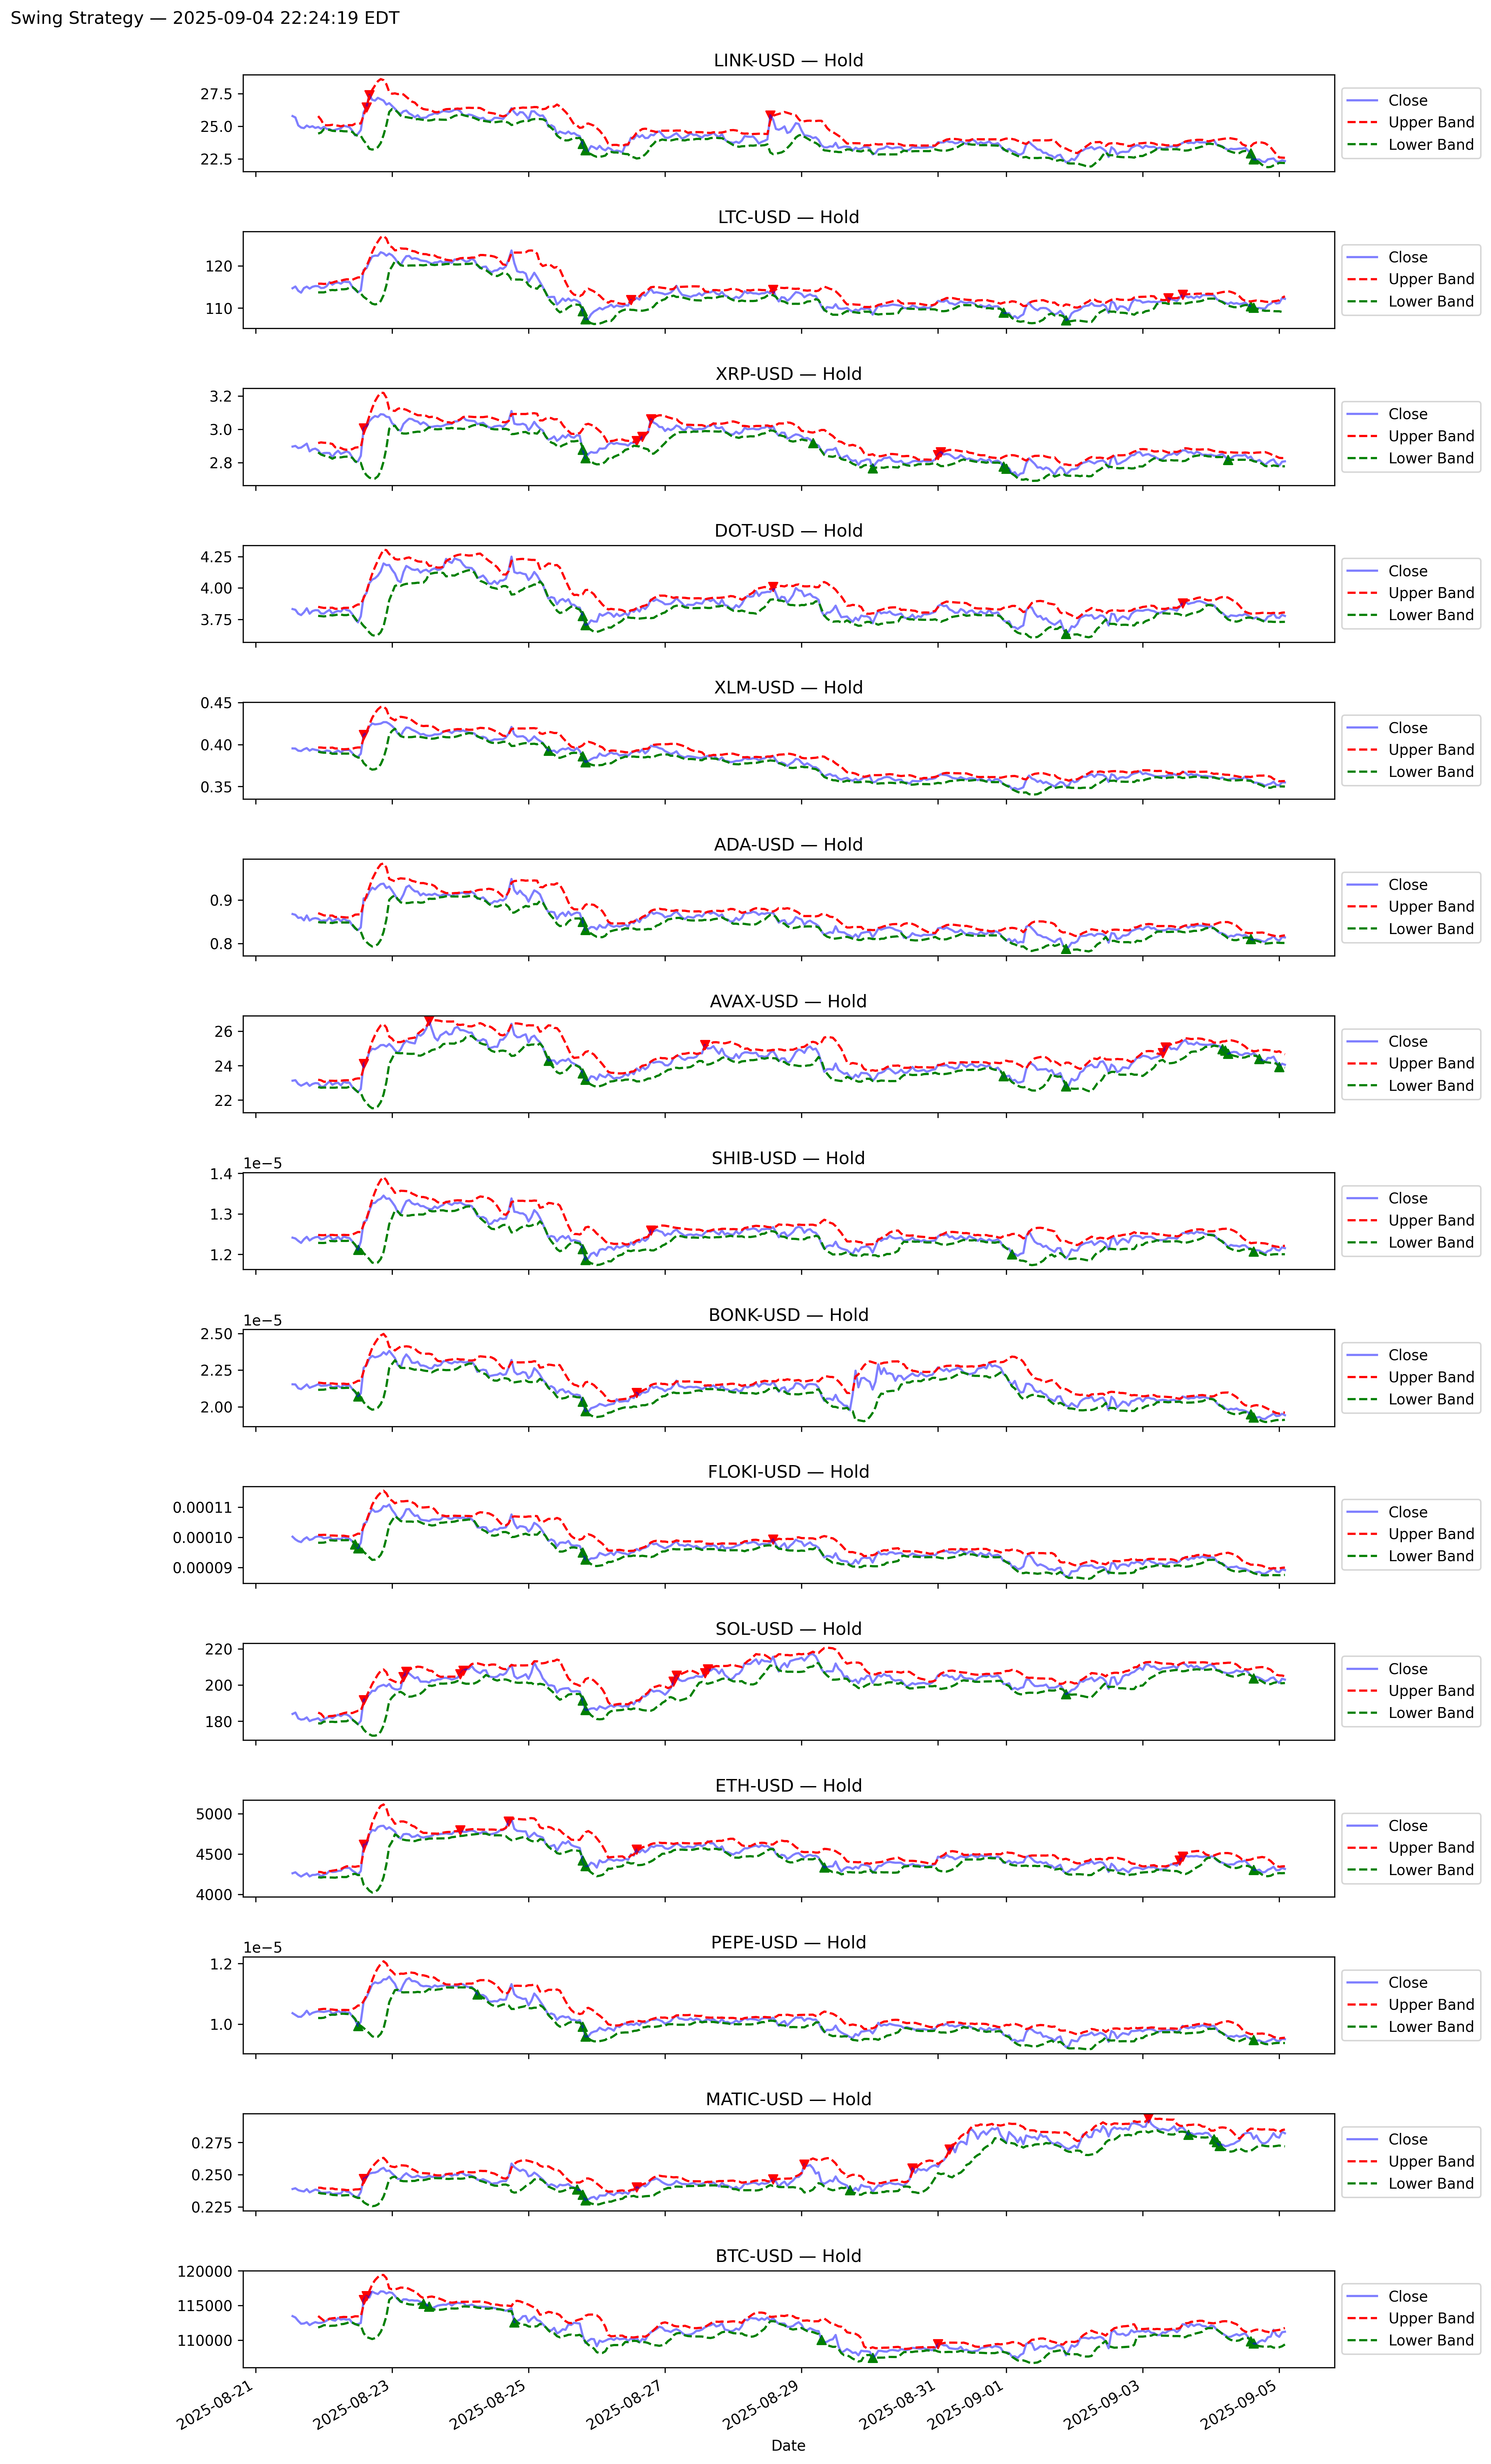 Swing Strategy — 2025-09-04 22:24:19 EDT
LINK-USD — Hold
27.5
25.0
22.5
Close
Upper Band
Lower Band
LTC-USD — Hold
120
110
Close
Upper Band
Lower Band
XRP-USD — Hold
3.2
3.0
2.8
Close
Upper Band
Lower Band
DOT-USD — Hold
4.25
4.00
3.75
Close
Upper Band
Lower Band
XLM-USD — Hold
0.45
0.40
0.35
Close
Upper Band
Lower Band
ADA-USD — Hold
0.9
0.8
Close
Upper Band
Lower Band
AVAX-USD — Hold
26
24
22
Close
Upper Band
Lower Band
SHIB-USD — Hold
1e−5
1.4
1.3
1.2
Close
Upper Band
Lower Band
BONK-USD — Hold
1e−5
2.50
2.25
2.00
Close
Upper Band
Lower Band
FLOKI-USD — Hold
0.00011
0.00010
0.00009
Close
Upper Band
Lower Band
SOL-USD — Hold
220
200
180
Close
Upper Band
Lower Band
ETH-USD — Hold
5000
4500
4000
Close
Upper Band
Lower Band
PEPE-USD — Hold
1e−5
1.2
1.0
Close
Upper Band
Lower Band
MATIC-USD — Hold
0.275
0.250
0.225
Close
Upper Band
Lower Band
BTC-USD — Hold
120000
115000
110000
Close
Upper Band
Lower Band
2025-08-21
2025-08-23
2025-08-25
2025-08-27
2025-08-29
2025-08-31
2025-09-01
2025-09-03
2025-09-05
Date